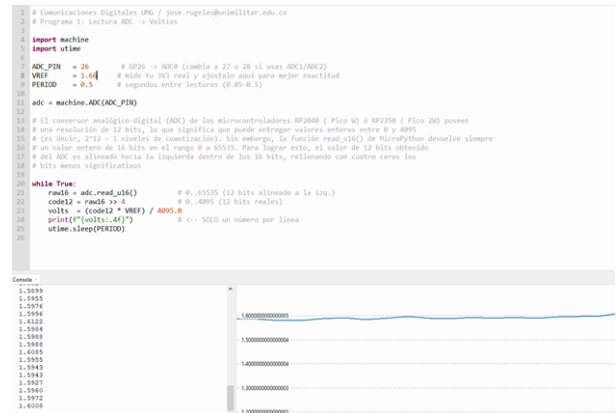 1 # Comunicaciones Digitales UMG / jose.rugeles@unimilitar.edu.co
2 # Programa 1: Lectura ADC -> Voltios
3
4 import machine
5 import utime
6
7 ADC_PIN = 26 # GP26 -> ADC0 (cambia a 27 o 28 si usas ADC1/ADC2)
8 VREF = 1.66 # mide tu 3V3 real y ajústalo aquí para mejor exactitud
9 PERIOD = 0.5 # segundos entre lecturas (0.05-0.5)
10
11 adc = machine.ADC(ADC_PIN)
12
13 # El conversor analógico-digital (ADC) de los microcontroladores RP2040 ( Pico W) ó RP2350 ( Pico 2W) poseen
14 # una resolución de 12 bits, lo que significa que puede entregar valores enteros entre 0 y 4095
15 # (es decir, 2^12 - 1 niveles de cuantización). Sin embargo, la función read_u16() de MicroPython devuelve siempre
16 # un valor entero de 16 bits en el rango 0 a 65535. Para lograr esto, el valor de 12 bits obtenido
17 # del ADC es alineado hacia la izquierda dentro de los 16 bits, rellenando con cuatro ceros los
18 # bits menos significativos
19
20 while True:
21 raw16 = adc.read_u16() # 0..65535 (12 bits alineado a la izq.)
22 code12 = raw16 >> 4 # 0..4095 (12 bits reales)
23 volts = (code12 * VREF) / 4095.0
24 print(f"{volts:.4f}") # <-- SOLO un número por línea
25 utime.sleep(PERIOD)
26
Consola
1.5899
1.5955
1.5976
1.5996
1.6122
1.5984
1.5988
1.5988
1.6085
1.5955
1.5943
1.5943
1.5927
1.5960
1.5972
1.6008
1.6000000000000005
1.5000000000000004
1.4000000000000004
1.3000000000000003
1.2000000000000002